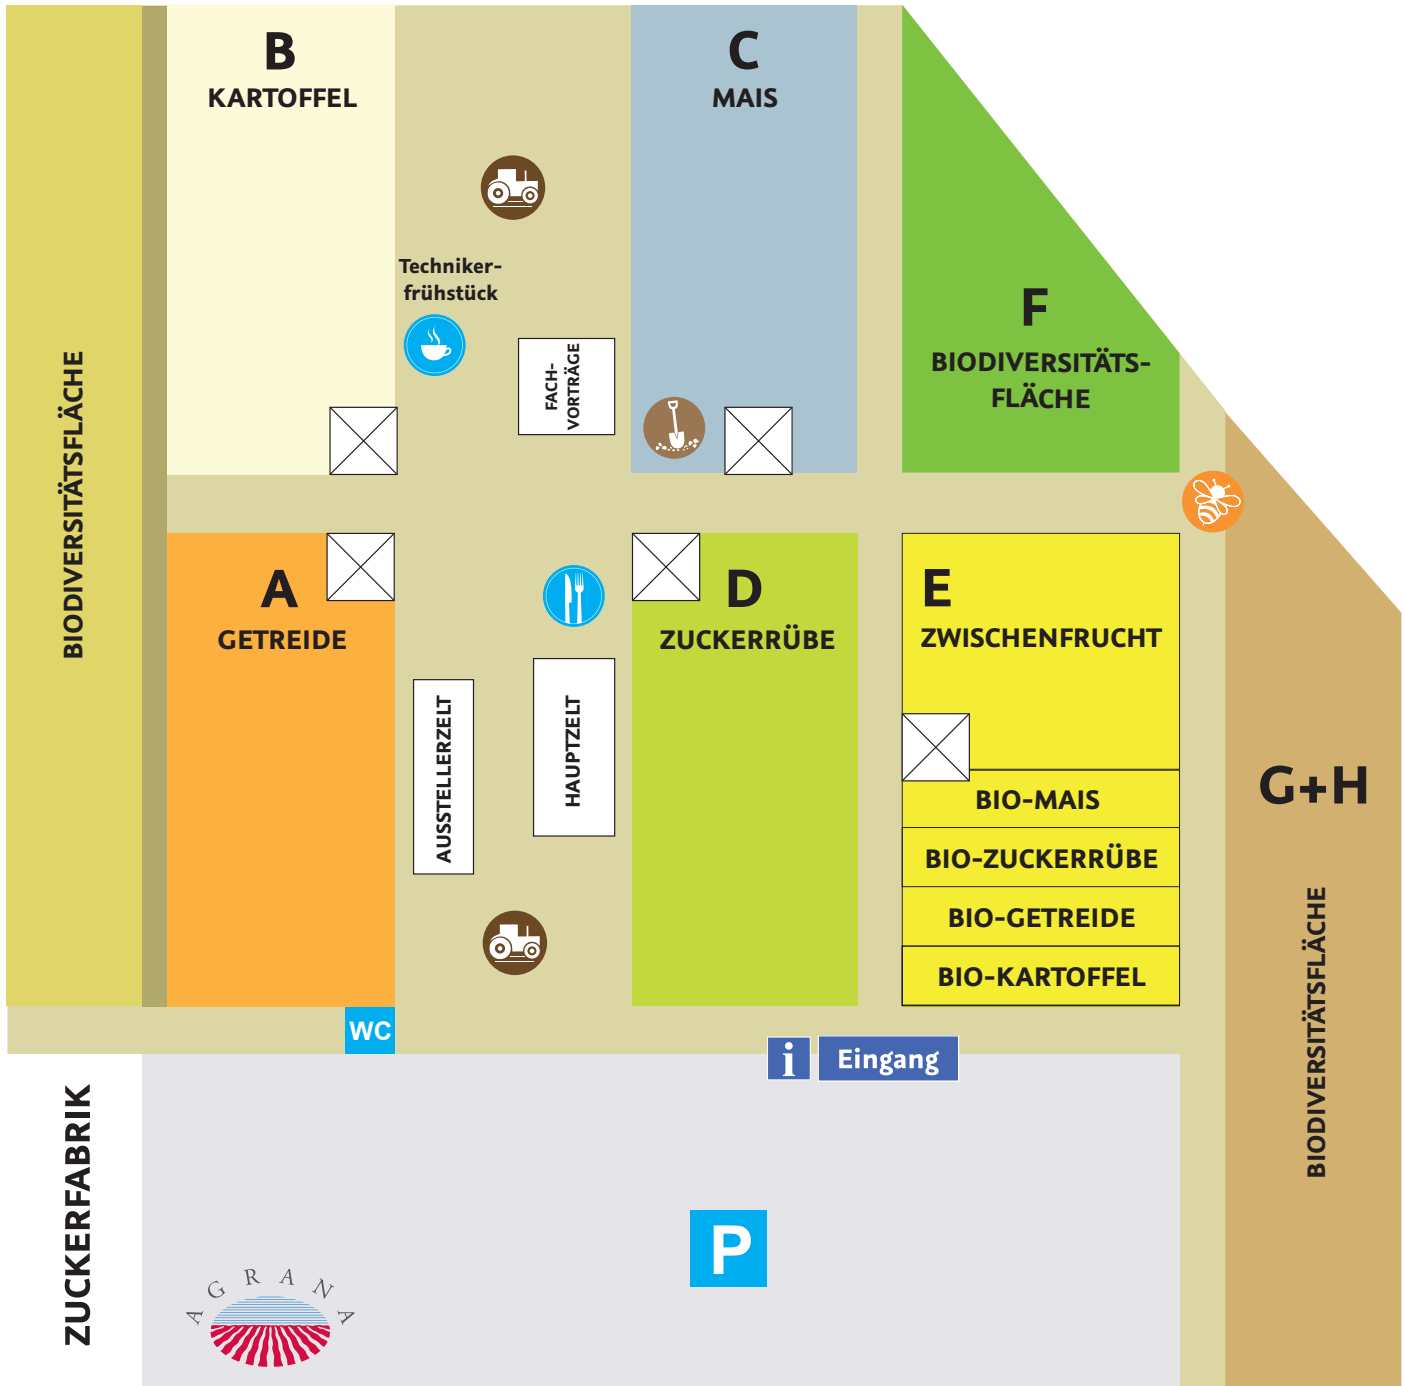 B
KARTOFFEL
C
MAIS
Techniker-
frühstück
FACH-
VORTRÄGE
F
BIODIVERSITÄTS-
FLÄCHE
BIODIVERSITÄTSFLÄCHE
A
GETREIDE
D
ZUCKERRÜBE
E
ZWISCHENFRUCHT
AUSSTELLERZELT
HAUPTZELT
BIO-MAIS
BIO-ZUCKERRÜBE
BIO-GETREIDE
BIO-KARTOFFEL
G+H
BIODIVERSITÄTSFLÄCHE
WC
i
Eingang
ZUCKERFABRIK
P
AGRANA